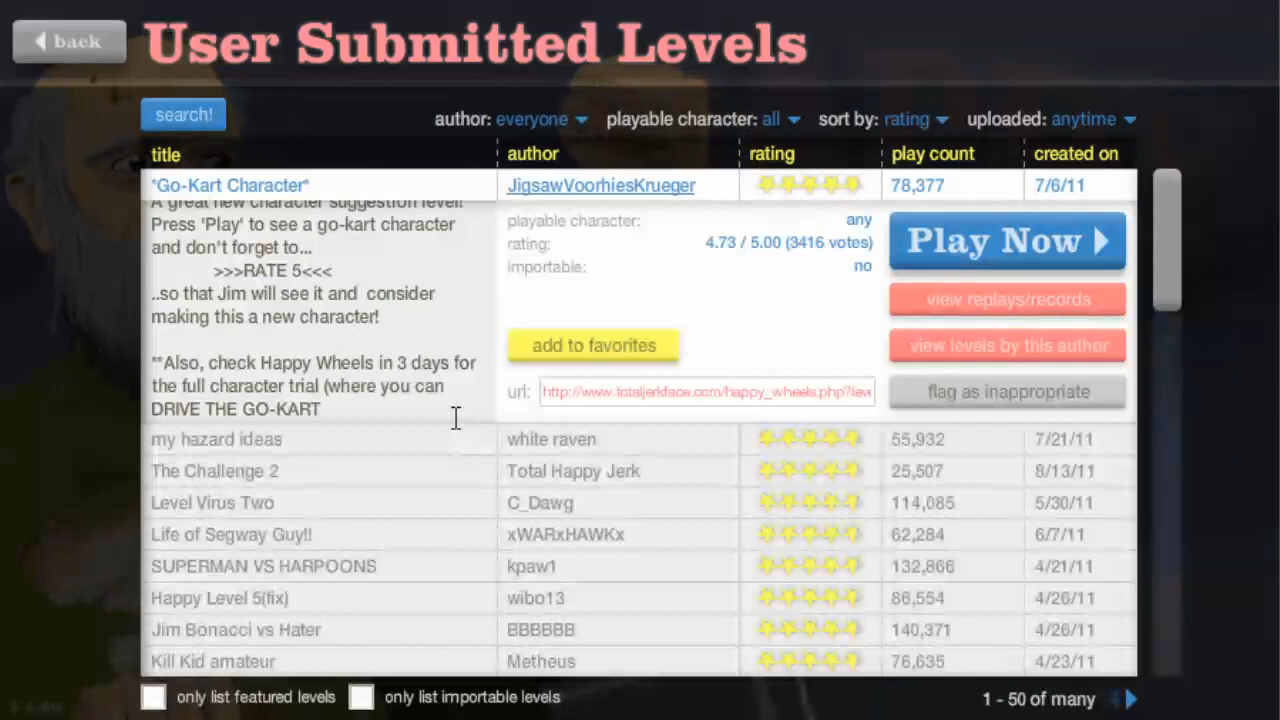 back
User Submitted Levels
search!
author: everyone playable character: all sort by: rating uploaded: anytime
title author rating play count created on
*Go-Kart Character* JigsawVoorhiesKrueger 78,377 7/6/11
A great new character suggestion level!
Press 'Play' to see a go-kart character
and don't forget to...
>>>RATE 5<<<
..so that Jim will see it and consider
making this a new character!
**Also, check Happy Wheels in 3 days for
the full character trial (where you can
DRIVE THE GO-KART
playable character: any
rating: 4.73 / 5.00 (3416 votes)
importable: no
add to favorites
url: http://www.totaljerkface.com/happy_wheels.php?lev
Play Now
view replays/records
view levels by this author
flag as inappropriate
my hazard ideas white raven 55,932 7/21/11
The Challenge 2 Total Happy Jerk 25,507 8/13/11
Level Virus Two C_Dawg 114,085 5/30/11
Life of Segway Guy!! xWARxHAWKx 62,284 6/7/11
SUPERMAN VS HARPOONS kpaw1 132,866 4/21/11
Happy Level 5(fix) wibo13 86,554 4/26/11
Jim Bonacci vs Hater BBBBBB 140,371 4/26/11
Kill Kid amateur Metheus 76,635 4/23/11
only list featured levels only list importable levels 1 - 50 of many